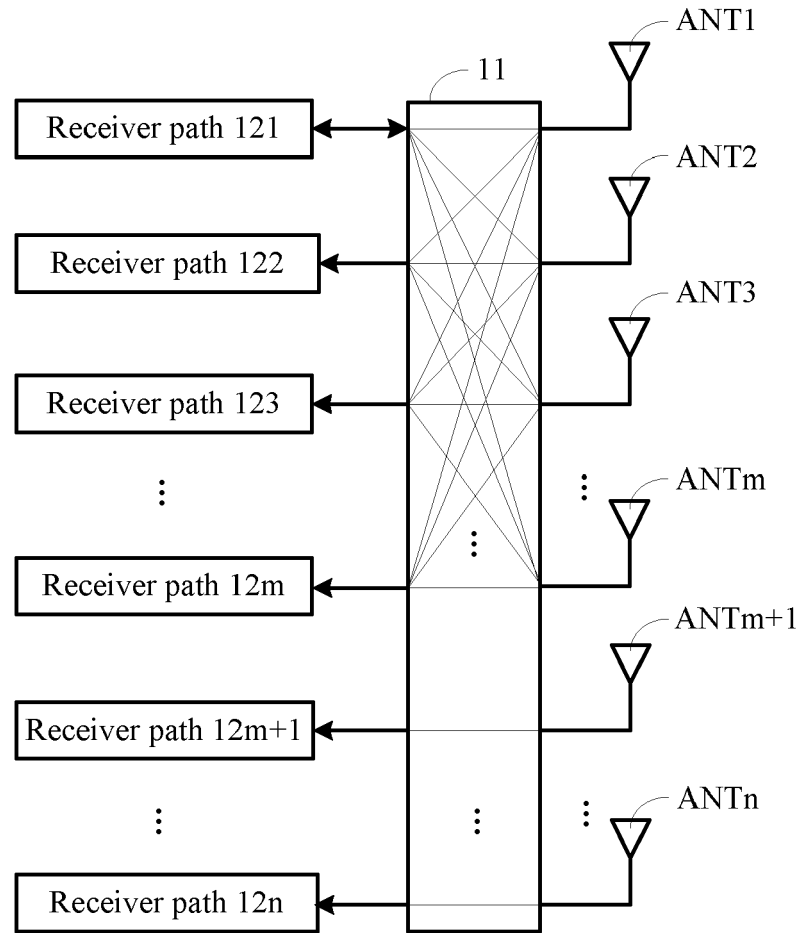 ANT1
11
Receiver path 121
ANT2
Receiver path 122
ANT3
Receiver path 123
ANTm
Receiver path 12m
ANTm+1
Receiver path 12m+1
ANTn
Receiver path 12n